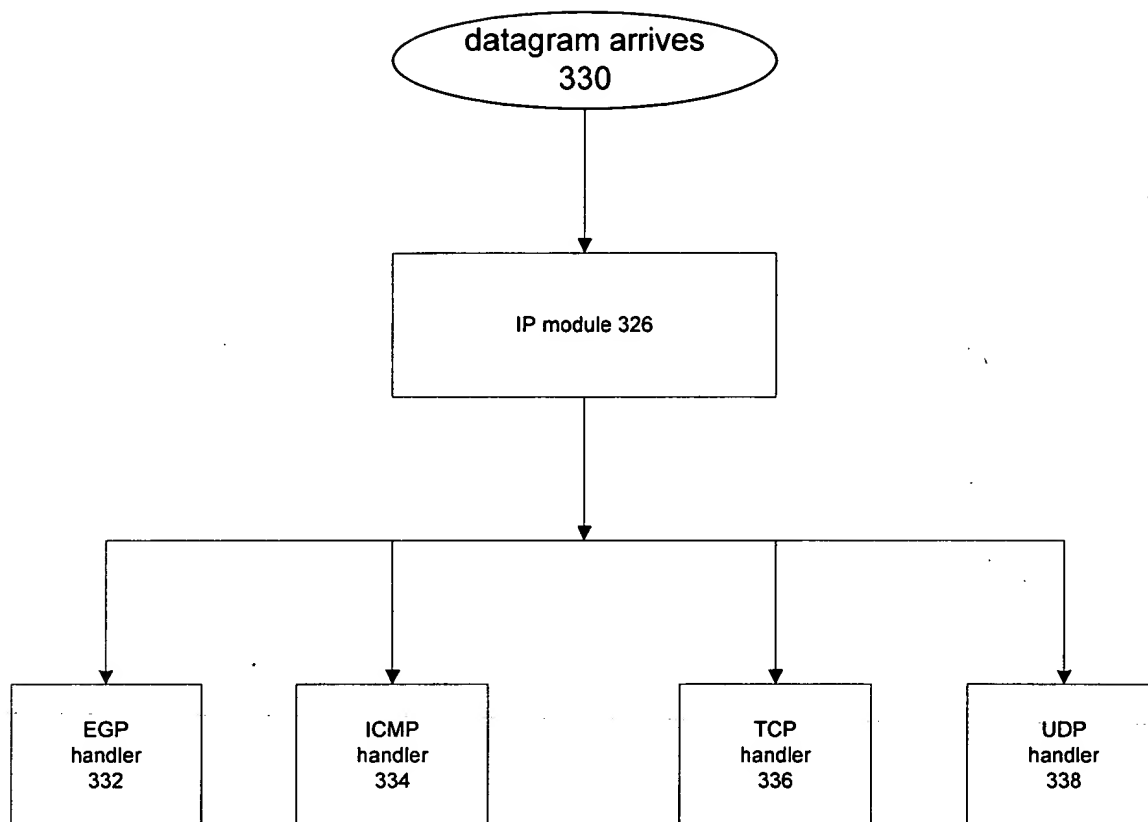 datagram arrives
330
IP module 326
EGP
handler
332
ICMP
handler
334
TCP
handler
336
UDP
handler
338